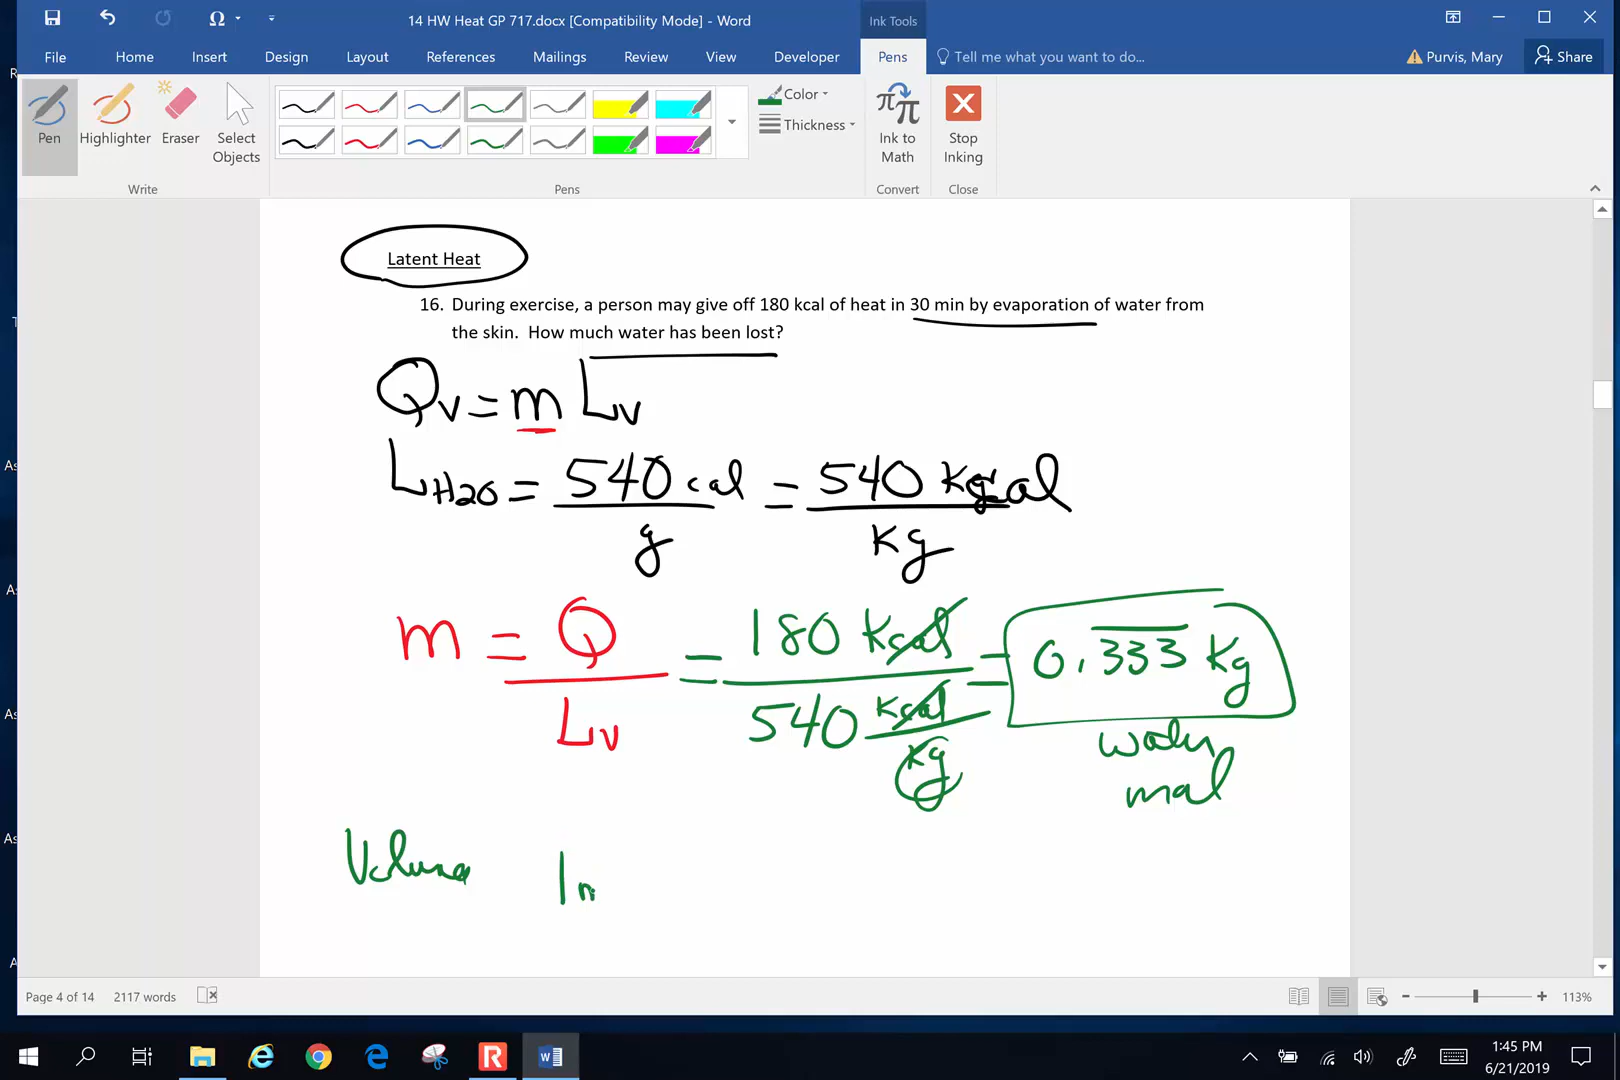 14 HW Heat GP 717.docx [Compatibility Mode] - Word
Ink Tools
File Home Insert Design Layout References Mailings Review View Developer Pens Tell me what you want to do... Purvis, Mary Share
Pen Highlighter Eraser Select Objects
Color
Thickness
Ink to Math
Stop Inking
Write Pens Convert Close
Latent Heat
16. During exercise, a person may give off 180 kcal of heat in 30 min by evaporation of water from
the skin. How much water has been lost?
Qv = m Lv
LH2O = 540 cal / g = 540 Kcal / Kg
m = Q / Lv = 180 Kcal / 540 Kcal / Kg = 0.333 Kg
water
Volume 1
Page 4 of 14 2117 words 113%
1:45 PM
6/21/2019